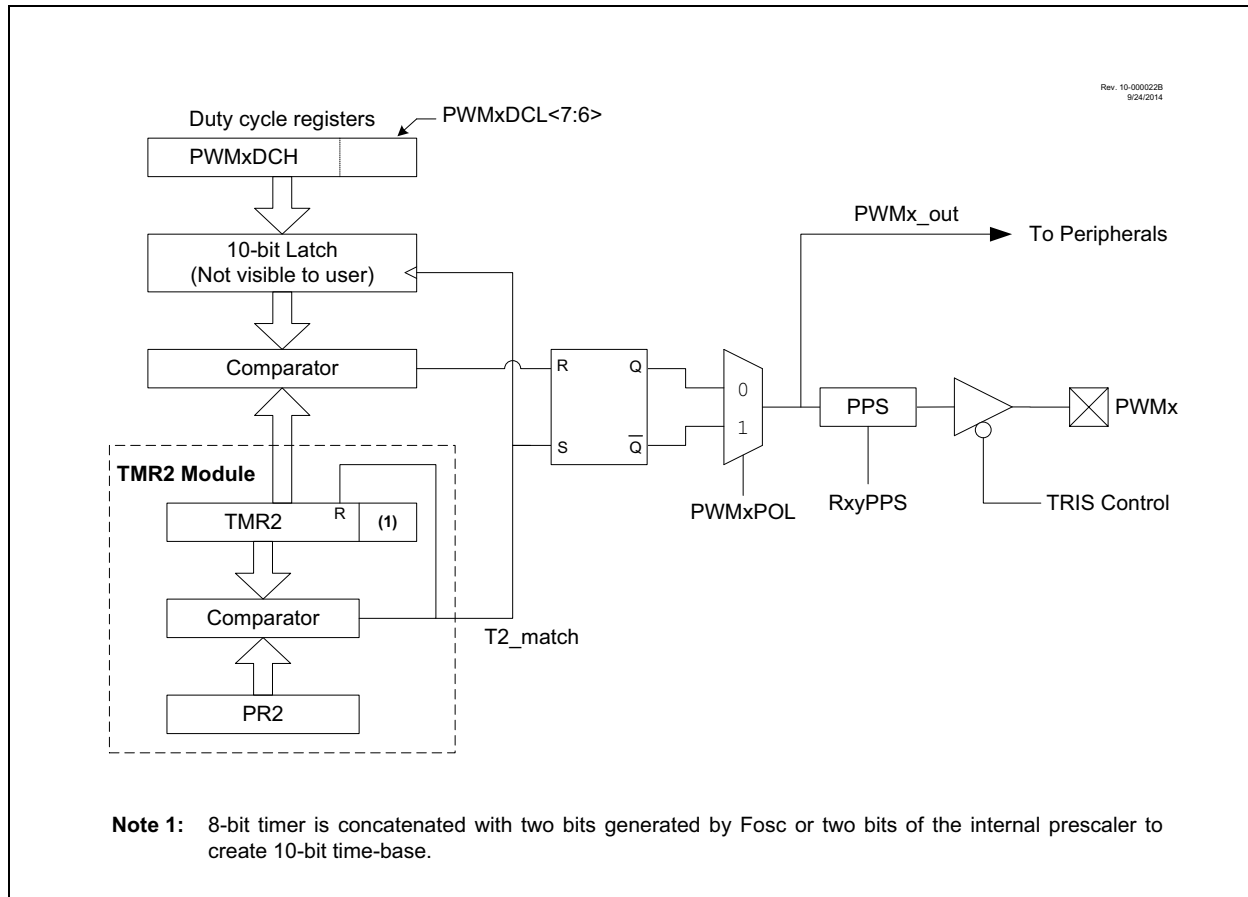 Rev. 10-000022B
9/24/2014
Duty cycle registers
PWMxDCL<7:6>
PWMxDCH
10-bit Latch
(Not visible to user)
Comparator
PWMx_out
To Peripherals
R
Q
S
Q̅
0
1
PPS
PWMx
PWMxPOL
RxyPPS
TRIS Control
TMR2 Module
R
TMR2
(1)
Comparator
T2_match
PR2
Note 1: 8-bit timer is concatenated with two bits generated by Fosc or two bits of the internal prescaler to
create 10-bit time-base.